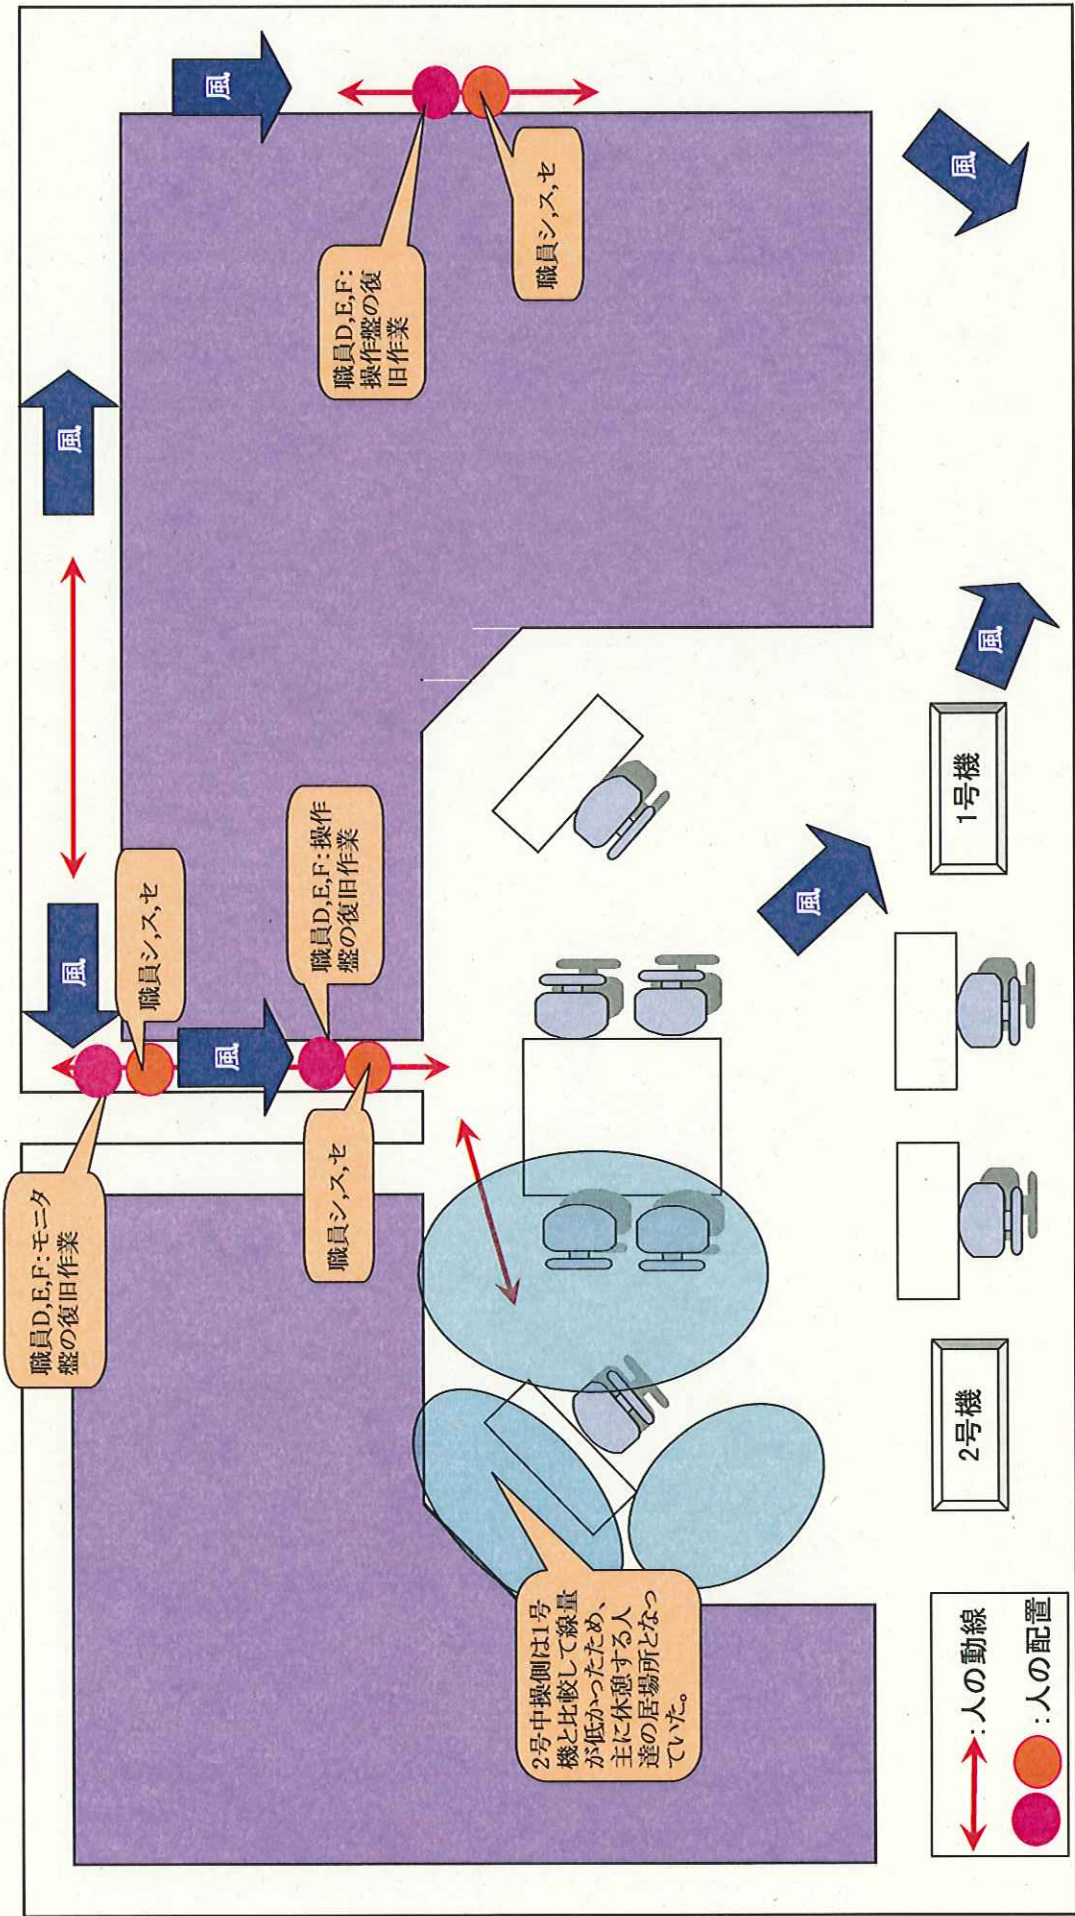 職員D,E,F:モニタ
盤の復旧作業
風
風
職員シ,ス,セ
風
風
職員シ,ス,セ
職員D,E,F:操作
盤の復旧作業
職員D,E,F:
操作盤の復
旧作業
職員シ,ス,セ
2号中操側は1号
機と比較して線量
が低かったため、
主に休憩する人
達の居場所となっ
ていた。
風
:人の動線
:人の配置
2号機
1号機
風
風